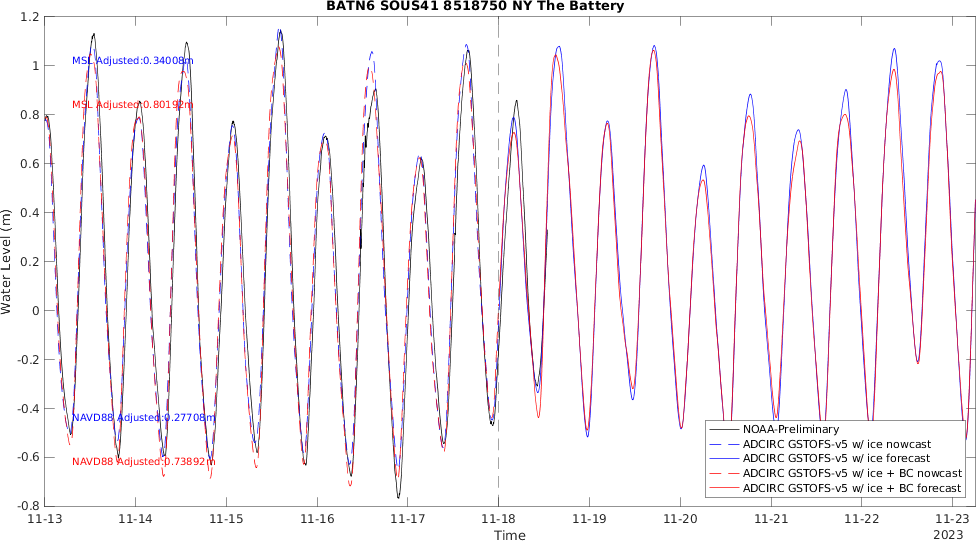 BATN6 SOUS41 8518750 NY The Battery
1.2
1
0.8
0.6
0.4
0.2
0
-0.2
-0.4
-0.6
-0.8
Water Level (m)
MSL Adjusted:0.34008m
MSL Adjusted:0.80192m
NAVD88 Adjusted:0.27708m
NAVD88 Adjusted:0.73892m
NOAA-Preliminary
ADCIRC GSTOFS-v5 w/ ice nowcast
ADCIRC GSTOFS-v5 w/ ice forecast
ADCIRC GSTOFS-v5 w/ ice + BC nowcast
ADCIRC GSTOFS-v5 w/ ice + BC forecast
11-13 11-14 11-15 11-16 11-17 11-18 11-19 11-20 11-21 11-22 11-23
Time
2023